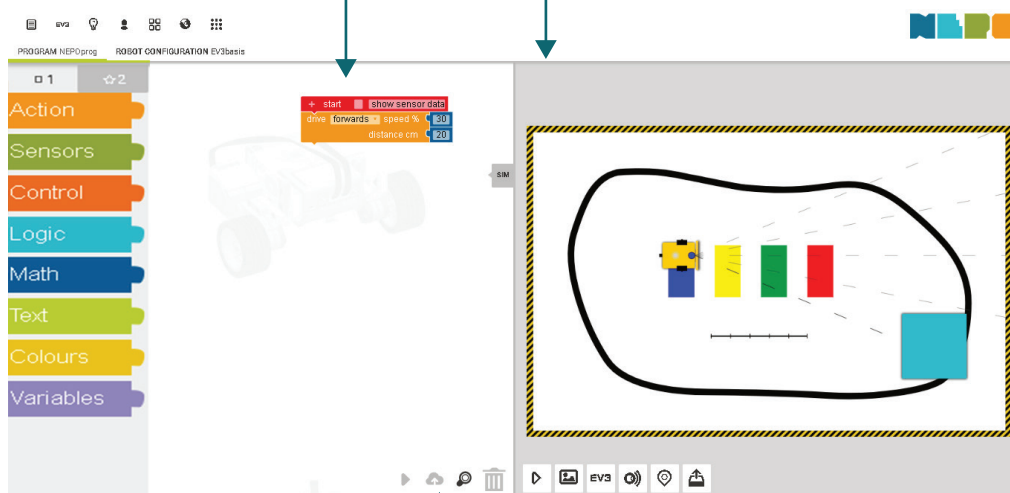 EV3
PROGRAM NEPOprog ROBOT CONFIGURATION EV3basis
NEPO
1 2
Action
Sensors
Control
Logic
Math
Text
Colours
Variables
+ start show sensor data
drive forwards speed % 30
distance cm 20
SIM
EV3